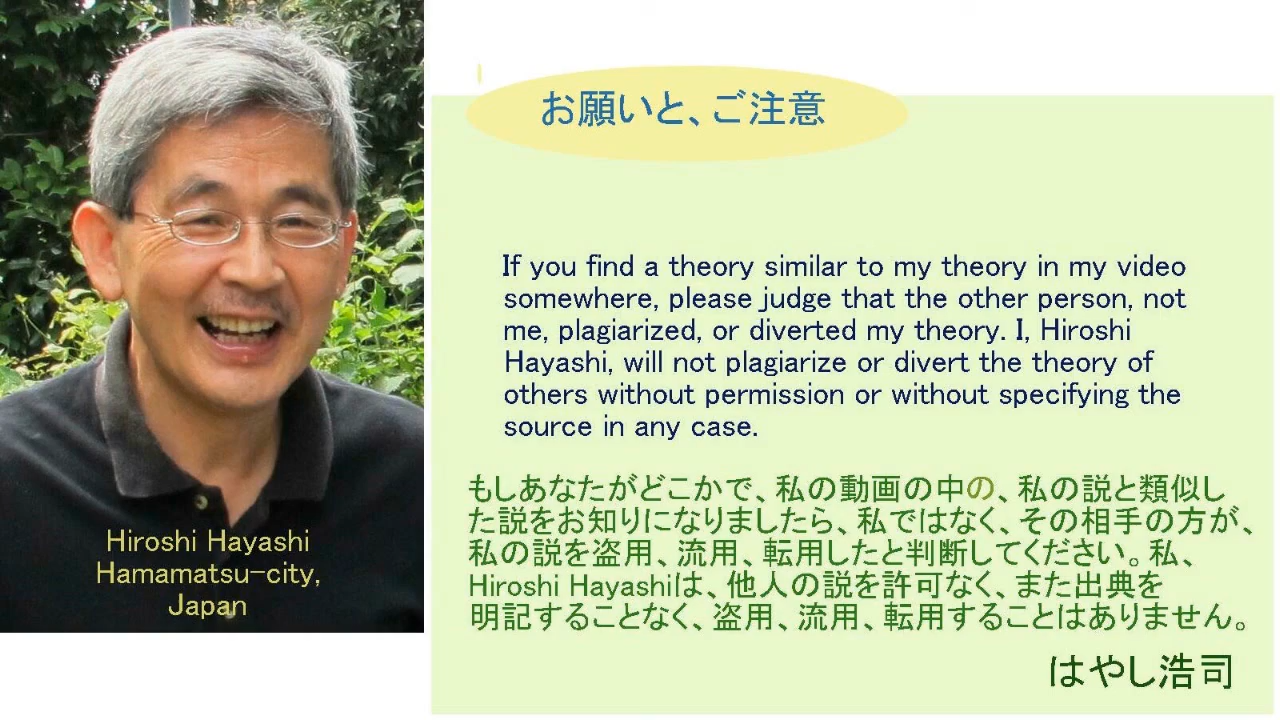 お願いと、ご注意
If you find a theory similar to my theory in my video
somewhere, please judge that the other person, not
me, plagiarized, or diverted my theory. I, Hiroshi
Hayashi, will not plagiarize or divert the theory of
others without permission or without specifying the
source in any case.
もしあなたがどこかで、私の動画の中の、私の説と類似し
た説をお知りになりましたら、私ではなく、その相手の方が、
私の説を盗用、流用、転用したと判断してください。私、
Hiroshi Hayashiは、他人の説を許可なく、また出典を
明記することなく、盗用、流用、転用することはありません。
はやし浩司
Hiroshi Hayashi
Hamamatsu-city,
Japan